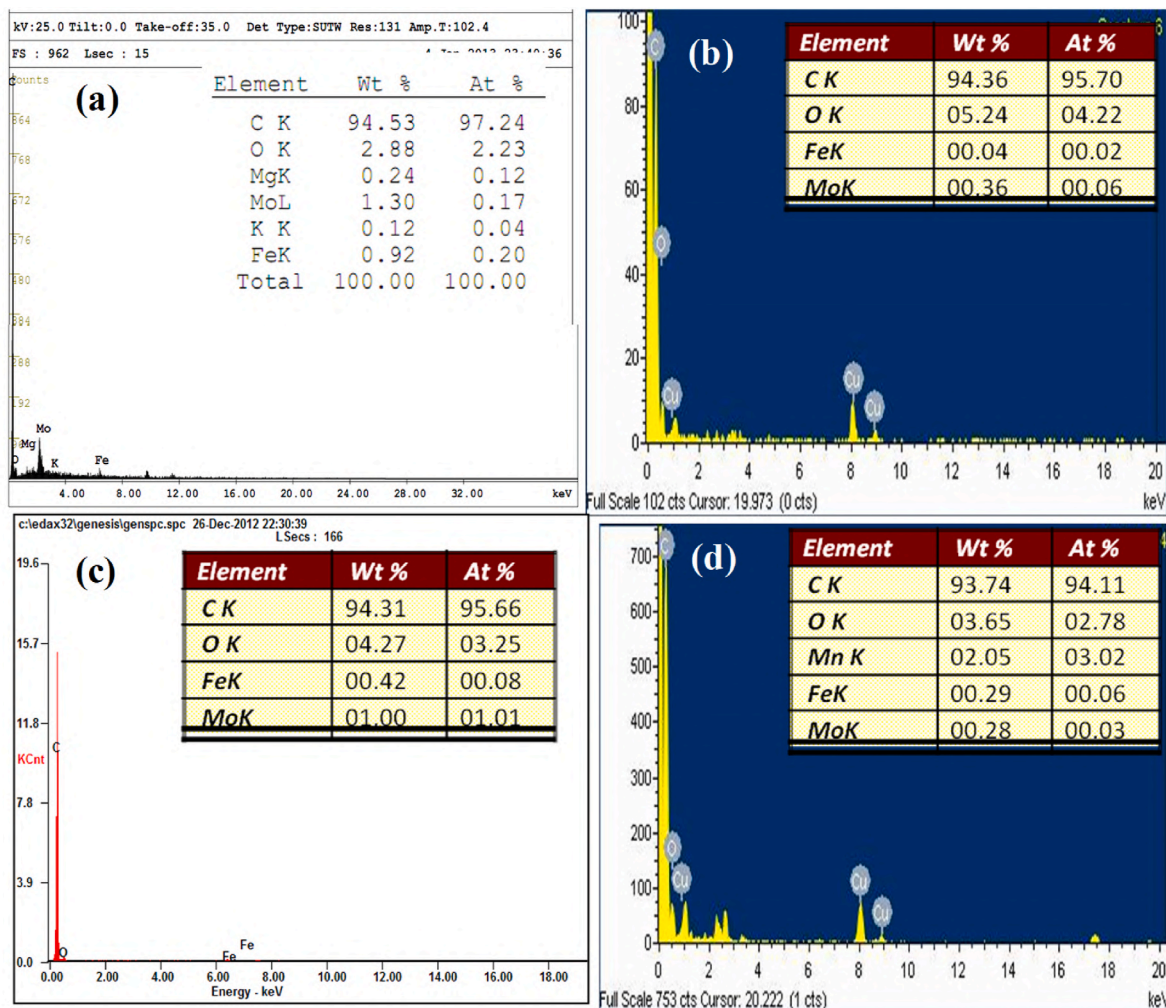 kV:25.0 Tilt:0.0 Take-off:35.0 Det Type:SUTW Res:131 Amp.T:102.4
FS : 962 Lsec : 15
(a)
Element Wt % At %
C K 94.53 97.24
O K 2.88 2.23
MgK 0.24 0.12
MoL 1.30 0.17
K K 0.12 0.04
FeK 0.92 0.20
Total 100.00 100.00
864
768
672
576
480
384
288
192
O Mg Mo K Fe
4.00 8.00 12.00 16.00 20.00 24.00 28.00 32.00 keV
(b)
Element Wt % At %
C K 94.36 95.70
O K 05.24 04.22
FeK 00.04 00.02
MoK 00.36 00.06
100
80
60
40
20
0
C
O
Cu
Cu
Cu
0 2 4 6 8 10 12 14 16 18 20
Full Scale 102 cts Cursor: 19.973 (0 cts) keV
c:\edax32\genesis\genspc.spc 26-Dec-2012 22:30:39
LSecs : 166
(c)
Element Wt % At %
C K 94.31 95.66
O K 04.27 03.25
FeK 00.42 00.08
MoK 01.00 01.01
19.6
15.7
11.8
KCnt
7.8
3.9
0.0
C
O
Fe
Fe
0.00 2.00 4.00 6.00 8.00 10.00 12.00 14.00 16.00 18.00
Energy - keV
(d)
Element Wt % At %
C K 93.74 94.11
O K 03.65 02.78
Mn K 02.05 03.02
FeK 00.29 00.06
MoK 00.28 00.03
700
600
500
400
300
200
100
0
C
O
Cu
Cu
Cu
0 2 4 6 8 10 12 14 16 18 20
Full Scale 753 cts Cursor: 20.222 (1 cts) keV